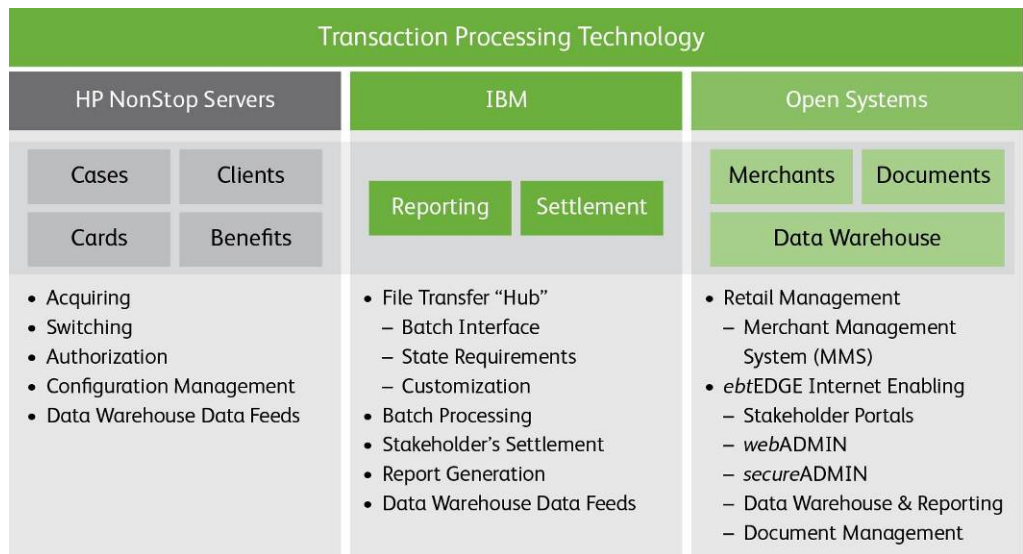 Transaction Processing Technology
HP NonStop Servers
Cases
Clients
Cards
Benefits
• Acquiring
• Switching
• Authorization
• Configuration Management
• Data Warehouse Data Feeds
IBM
Reporting
Settlement
• File Transfer “Hub”
– Batch Interface
– State Requirements
– Customization
• Batch Processing
• Stakeholder’s Settlement
• Report Generation
• Data Warehouse Data Feeds
Open Systems
Merchants
Documents
Data Warehouse
• Retail Management
– Merchant Management
System (MMS)
• ebtEDGE Internet Enabling
– Stakeholder Portals
– webADMIN
– secureADMIN
– Data Warehouse & Reporting
– Document Management